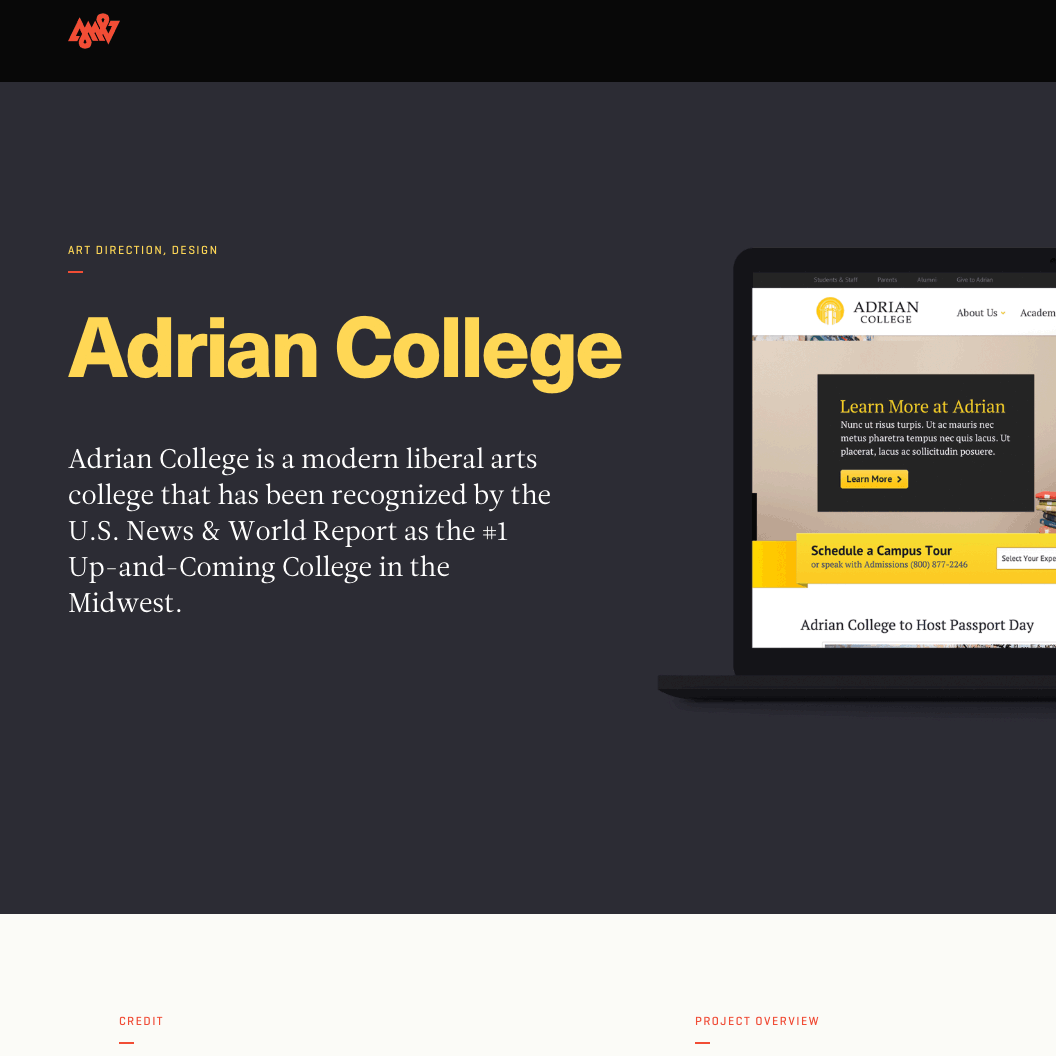 ART DIRECTION, DESIGN
Adrian College
Adrian College is a modern liberal arts
college that has been recognized by the
U.S. News & World Report as the #1
Up-and-Coming College in the
Midwest.
Students & Staff Parents Alumni Give to Adrian
ADRIAN
COLLEGE
About Us Academ
Learn More at Adrian
Nunc ut risus turpis. Ut ac mauris nec
metus pharetra tempus nec quis lacus. Ut
placerat, lacus ac sollicitudin posuere.
Learn More
Schedule a Campus Tour
or speak with Admissions (800) 877-2246
Select Your Expe
Adrian College to Host Passport Day
CREDIT
PROJECT OVERVIEW